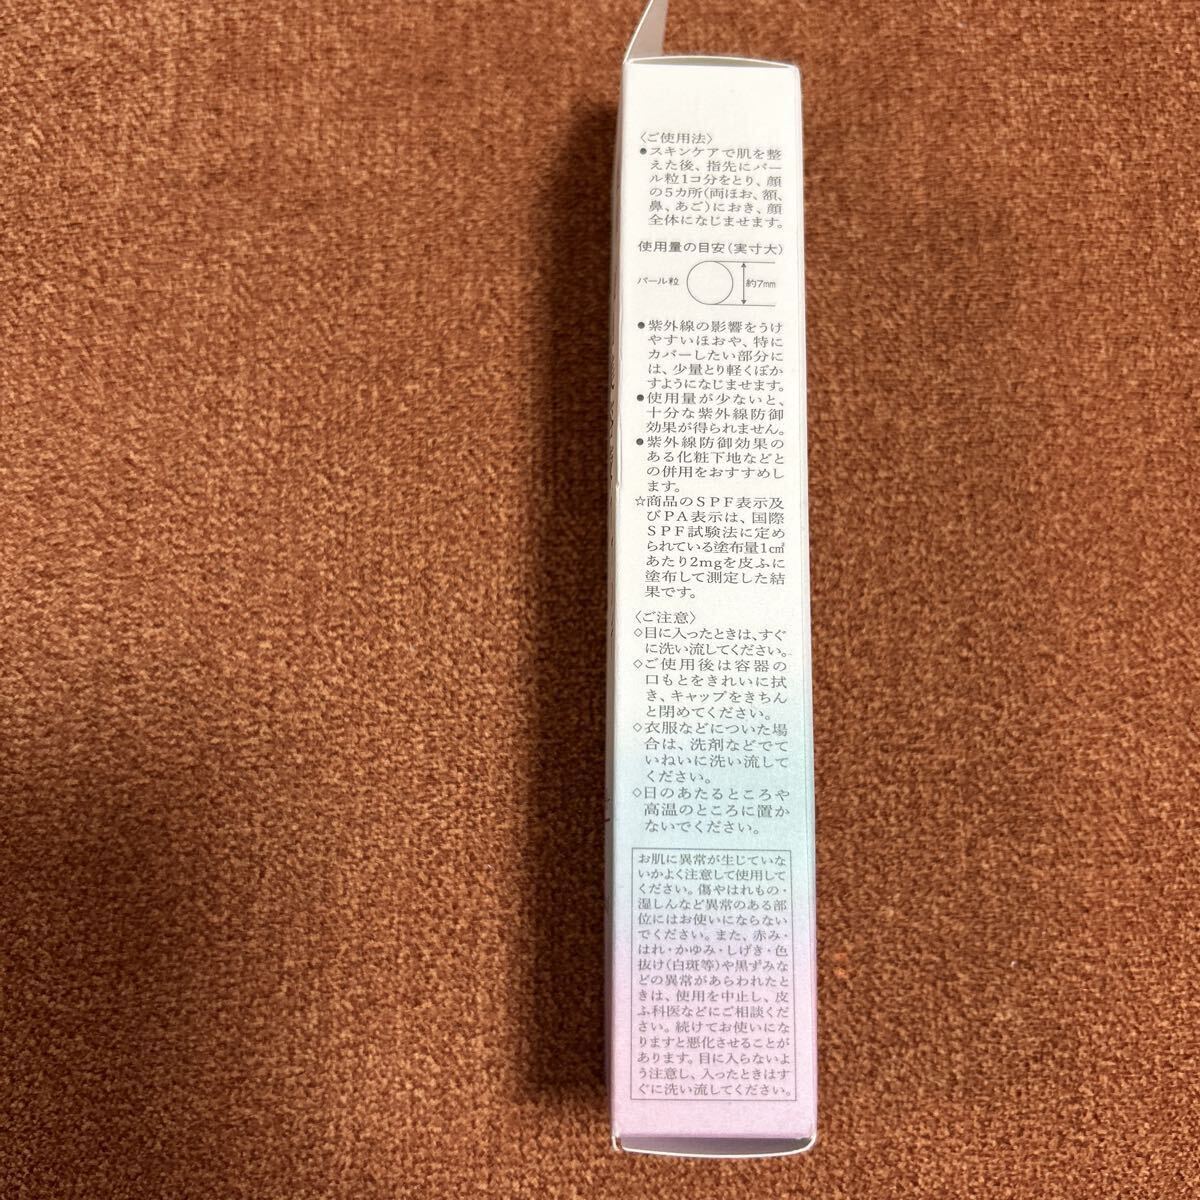 〈ご使用法〉
●スキンケアで肌を整
えた後、指先にパー
ル粒1コ分をとり、顔
の5カ所(両ほお、額、
鼻、あご)におき、顔
全体になじませます。
使用量の目安(実寸大)
パール粒
約7mm
●紫外線の影響をうけ
やすいほおや、特に
カバーしたい部分に
は、少量とり軽くぼか
すようになじませます。
●使用量が少ないと、
十分な紫外線防御
効果が得られません。
●紫外線防御効果の
ある化粧下地などと
の併用をおすすめし
ます。
☆商品のSPF表示及
びPA表示は、国際
SPF試験法に定め
られている塗布量1c㎡
あたり2mgを皮ふに
塗布して測定した結
果です。
〈ご注意〉
◇目に入ったときは、すぐ
に洗い流してください。
◇ご使用後は容器の
口もとをきれいに拭
き、キャップをきちん
と閉めてください。
◇衣服などについた場
合は、洗剤などでて
いねいに洗い流して
ください。
◇日のあたるところや
高温のところに置か
ないでください。
お肌に異常が生じていな
いかよく注意して使用して
ください。傷やはれもの・
湿しんなど異常のある部
位にはお使いにならない
でください。また、赤み・
はれ・かゆみ・しげき・色
抜け(白斑等)や黒ずみな
どの異常があらわれたと
きは、使用を中止し、皮
ふ科医などにご相談くだ
さい。続けてお使いにな
りますと悪化させることが
あります。目に入らないよ
う注意し、入ったときはす
ぐに洗い流してください。